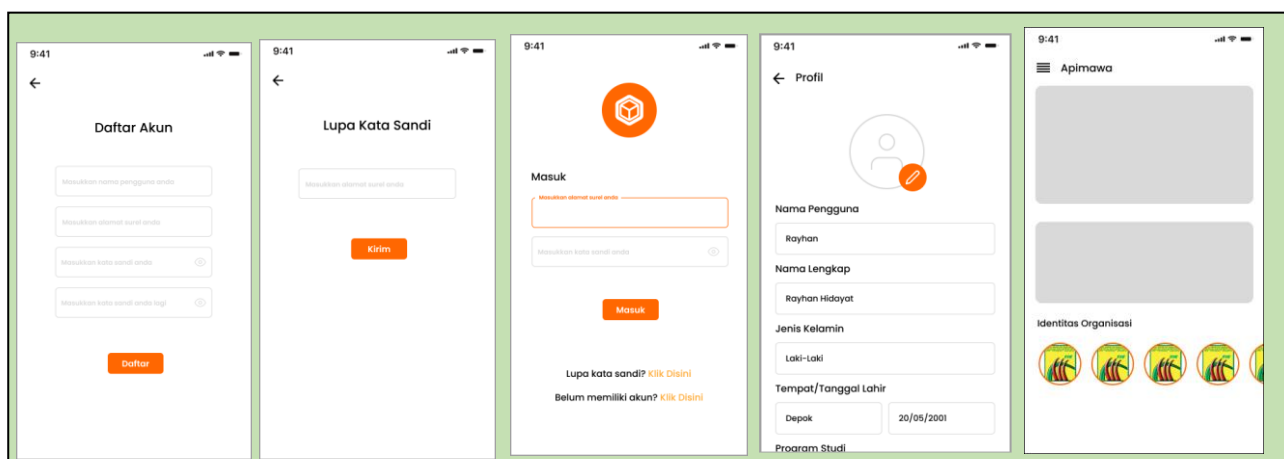 9:41
Daftar Akun
Masukkan nama pengguna anda
Masukkan alamat surel anda
Masukkan kata sandi anda
Masukkan kata sandi anda lagi
Daftar
9:41
Lupa Kata Sandi
Masukkan alamat surel anda
Kirim
9:41
Masuk
Masukkan alamat surel anda
Masukkan kata sandi anda
Masuk
Lupa kata sandi? Klik Disini
Belum memiliki akun? Klik Disini
9:41
Profil
Nama Pengguna
Rayhan
Nama Lengkap
Rayhan Hidayat
Jenis Kelamin
Laki-Laki
Tempat/Tanggal Lahir
Depok 20/05/2001
Program Studi
9:41
Apimawa
Identitas Organisasi